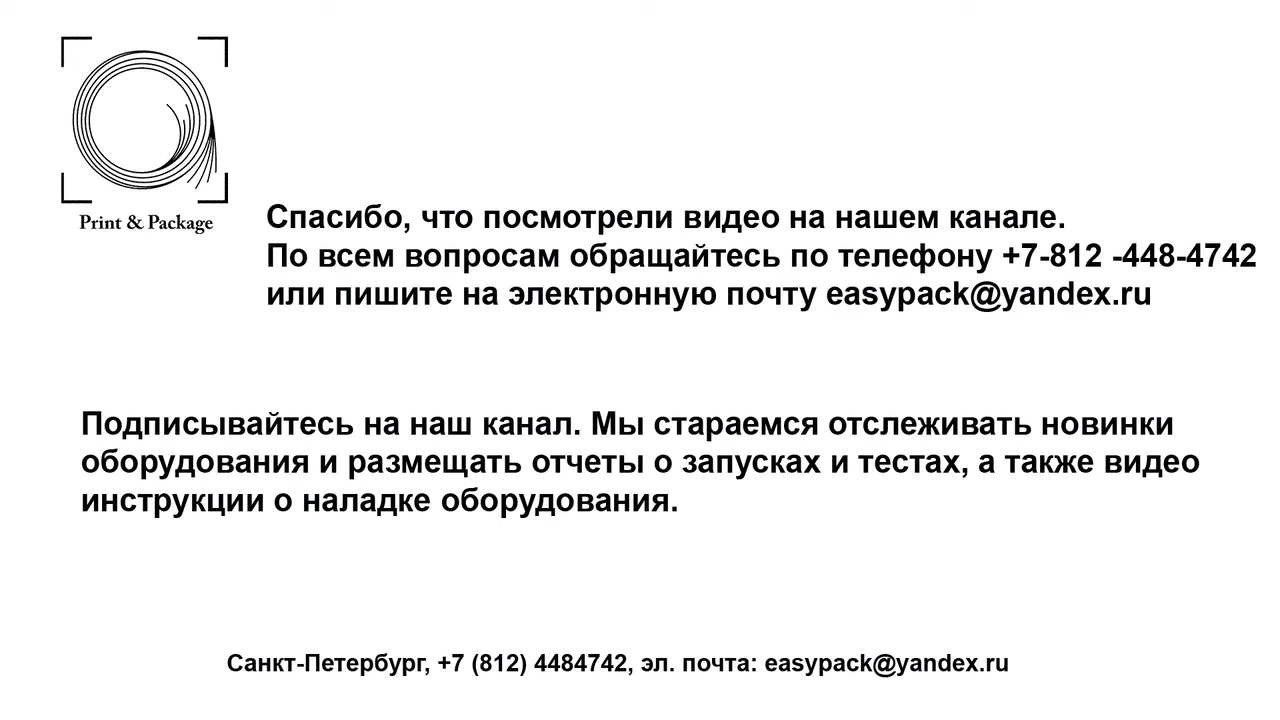 Print & Package
Спасибо, что посмотрели видео на нашем канале.
По всем вопросам обращайтесь по телефону +7-812 -448-4742
или пишите на электронную почту easypack@yandex.ru
Подписывайтесь на наш канал. Мы стараемся отслеживать новинки
оборудования и размещать отчеты о запусках и тестах, а также видео
инструкции о наладке оборудования.
Санкт-Петербург, +7 (812) 4484742, эл. почта: easypack@yandex.ru